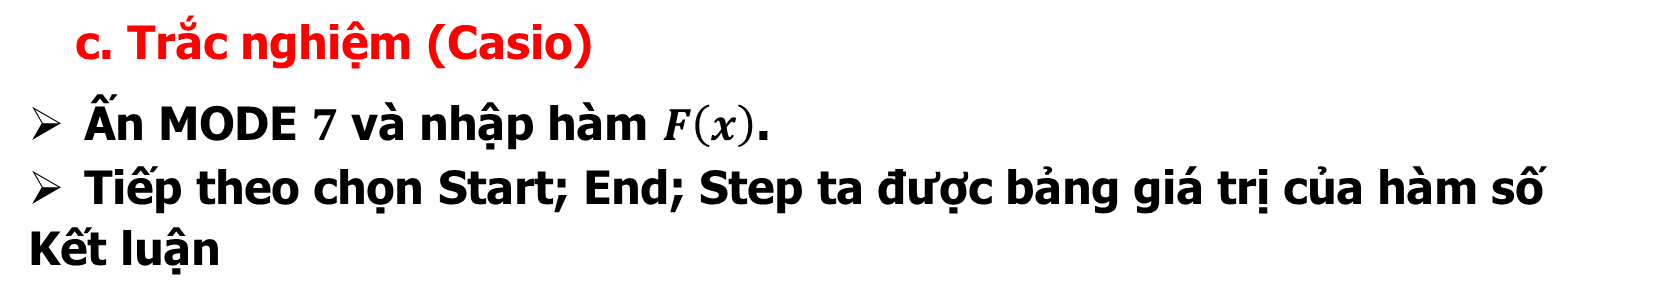 c. Trắc nghiệm (Casio)
➢ Ấn MODE 7 và nhập hàm F(x).
➢ Tiếp theo chọn Start; End; Step ta được bảng giá trị của hàm số
Kết luận